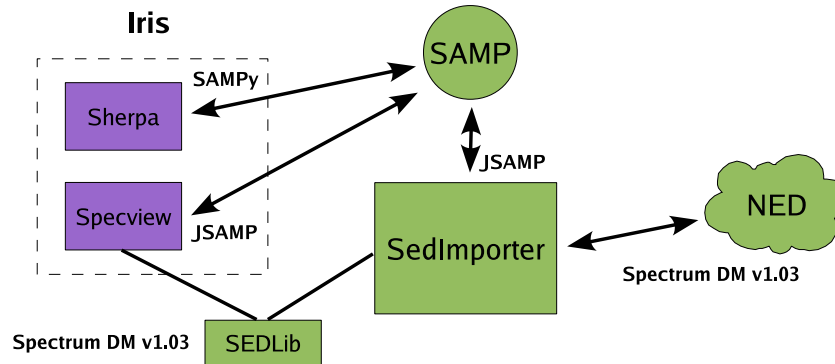 Iris
SAMPy
SAMP
Sherpa
JSAMP
Specview
JSAMP
NED
SedImporter
Spectrum DM v1.03
Spectrum DM v1.03
SEDLib